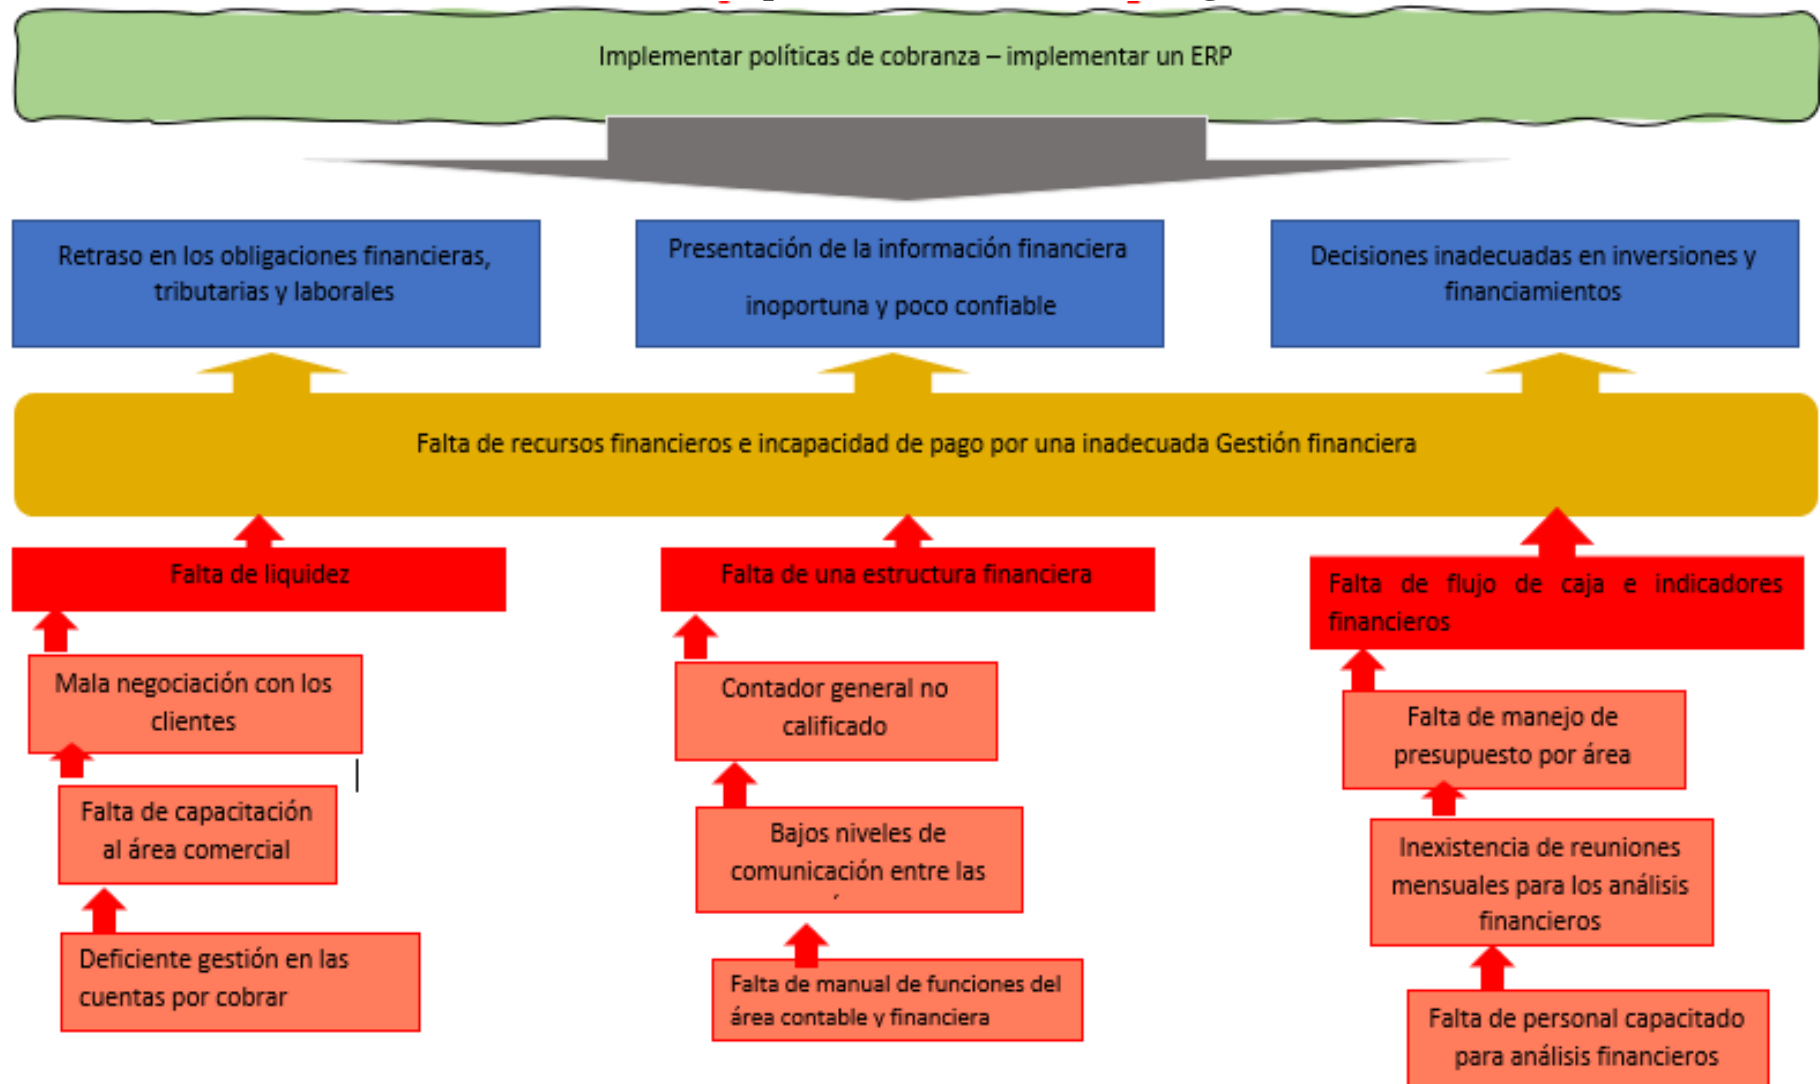 Implementar políticas de cobranza – implementar un ERP
Retraso en los obligaciones financieras,
tributarias y laborales
Presentación de la información financiera
inoportuna y poco confiable
Decisiones inadecuadas en inversiones y
financiamientos
Falta de recursos financieros e incapacidad de pago por una inadecuada Gestión financiera
Falta de liquidez
Mala negociación con los
clientes
Falta de capacitación
al área comercial
Deficiente gestión en las
cuentas por cobrar
Falta de una estructura financiera
Contador general no
calificado
Bajos niveles de
comunicación entre las
Falta de manual de funciones del
área contable y financiera
Falta de flujo de caja e indicadores
financieros
Falta de manejo de
presupuesto por área
Inexistencia de reuniones
mensuales para los análisis
financieros
Falta de personal capacitado
para análisis financieros